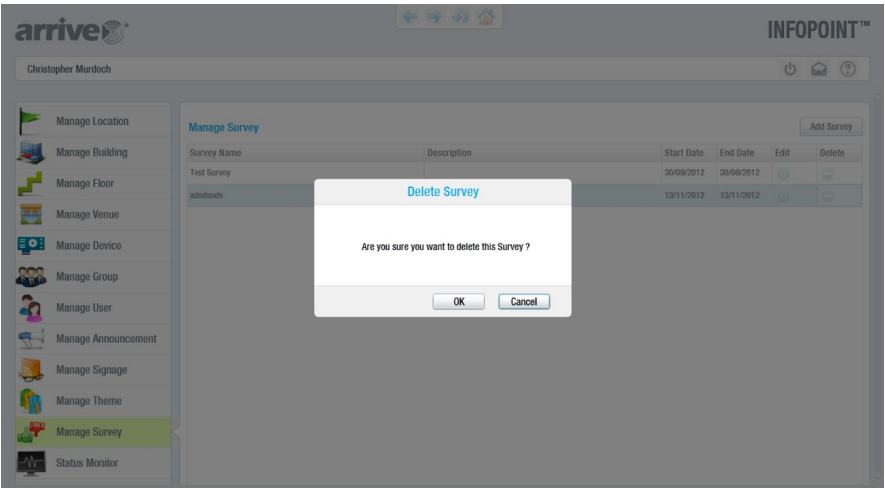 arrive
INFOPOINT™
Christopher Murdoch
Manage Location
Manage Building
Manage Floor
Manage Venue
Manage Device
Manage Group
Manage User
Manage Announcement
Manage Signage
Manage Theme
Manage Survey
Status Monitor
Manage Survey
Add Survey
Survey Name Description Start Date End Date Edit Delete
Test Survey 30/09/2012 30/09/2012
adsdasds 13/11/2012 13/11/2012
Delete Survey
Are you sure you want to delete this Survey ?
OK Cancel